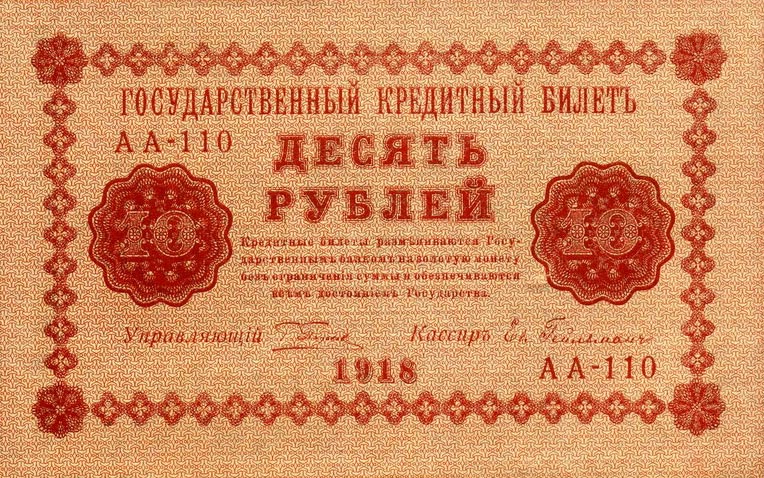 ГОСУДАРСТВЕННЫЙ КРЕДИТНЫЙ БИЛЕТЪ
АА-110
ДЕСЯТЬ
РУБЛЕЙ
10 10
Кредитные билеты размѣниваются Госу-
дарственнымъ банкомъ на золотую монету
безъ ограниченія суммы и обезпечиваются
всѣмъ достояніемъ Государства.
Управляющій Кассиръ
1918
АА-110